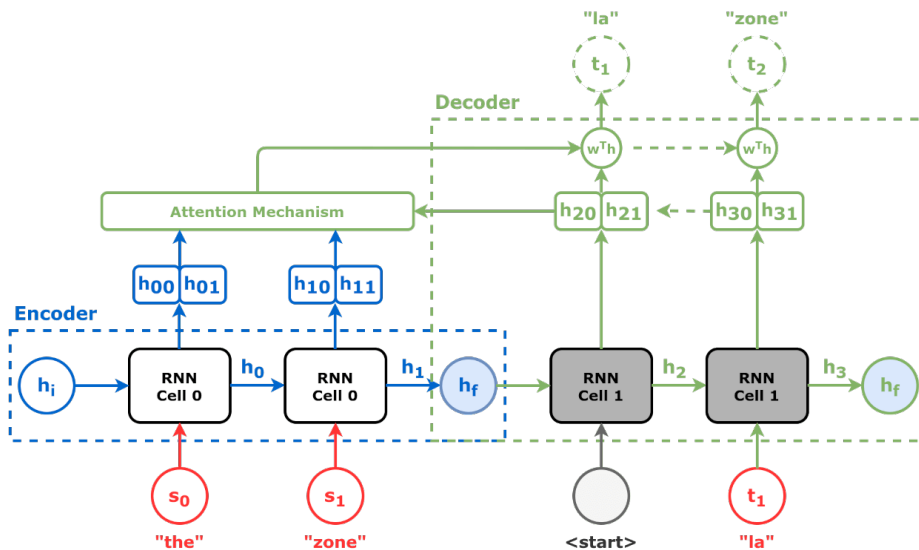 "la"
"zone"
t1
t2
Decoder
wTh
wTh
Attention Mechanism
h20
h21
h30
h31
h00
h01
h10
h11
Encoder
hi
RNN
Cell 0
h0
RNN
Cell 0
h1
hf
RNN
Cell 1
h2
RNN
Cell 1
h3
hf
s0
s1
t1
"the"
"zone"
<start>
"la"